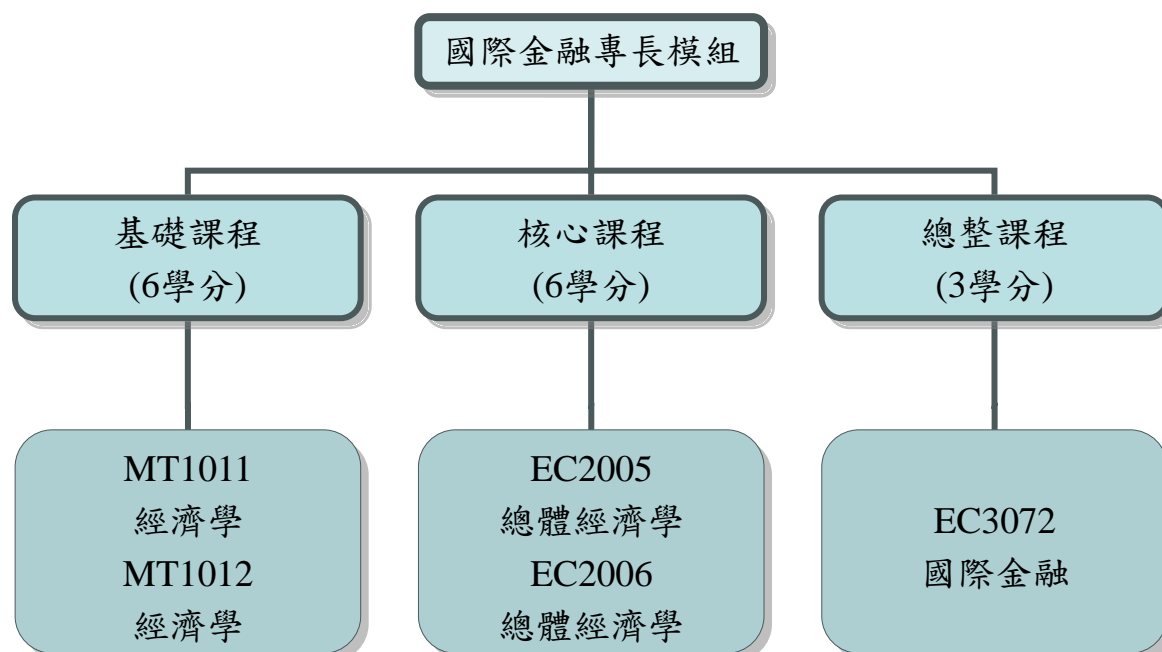 國際金融專長模組
基礎課程
(6學分)
核心課程
(6學分)
總整課程
(3學分)
MT1011
經濟學
MT1012
經濟學
EC2005
總體經濟學
EC2006
總體經濟學
EC3072
國際金融